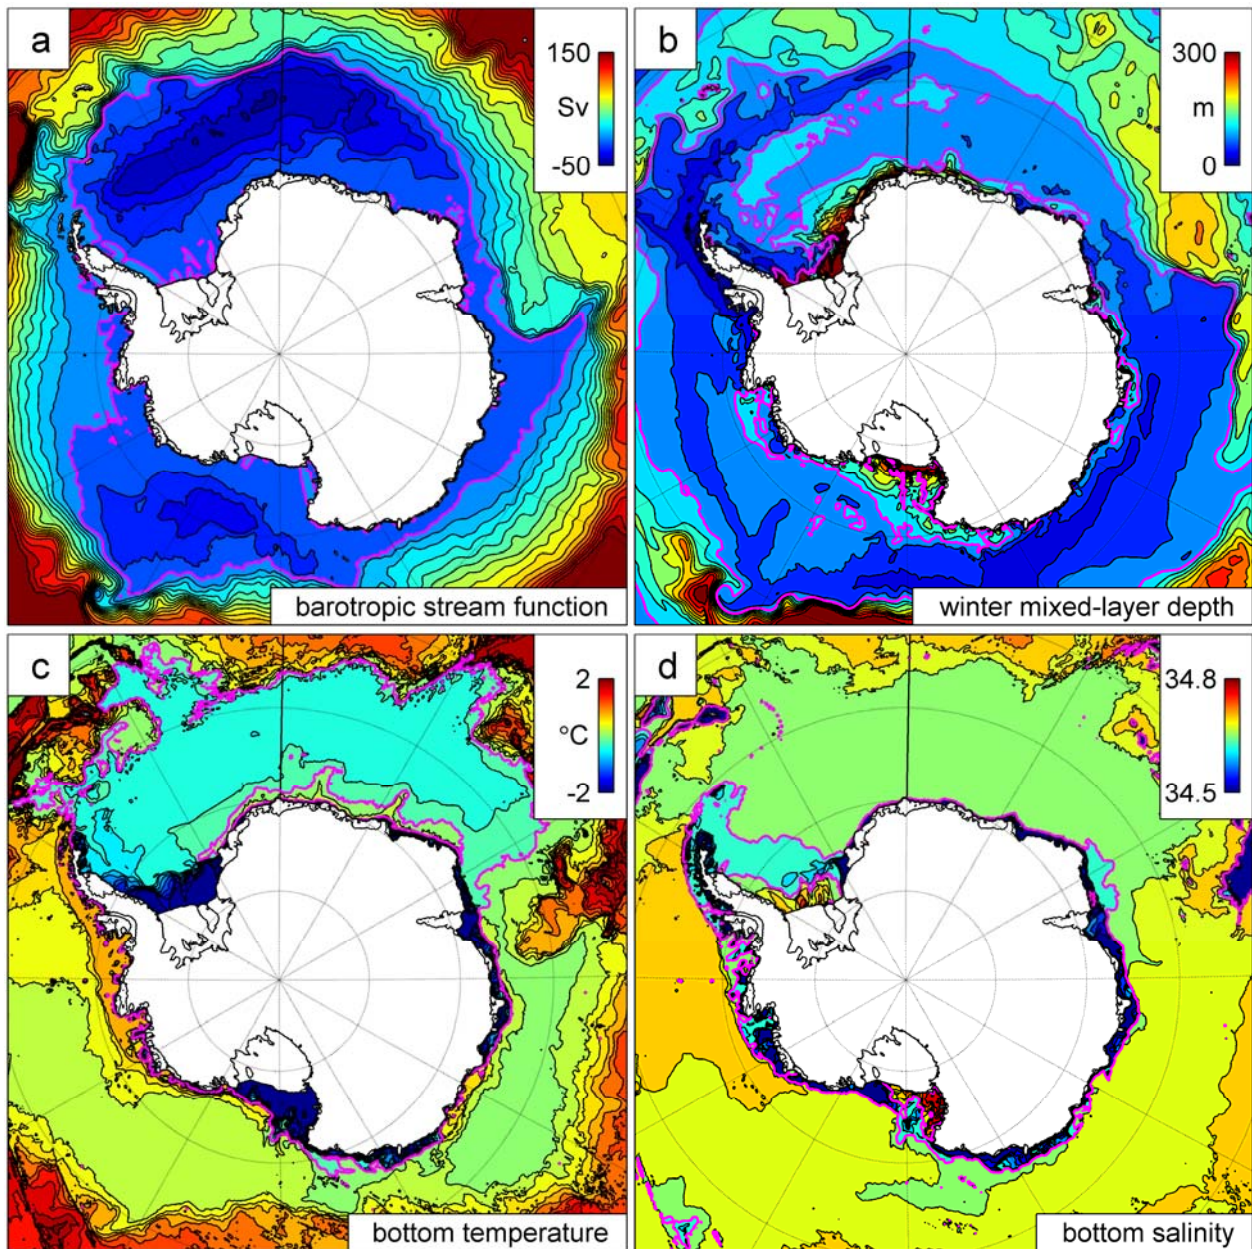 a
150
Sv
-50
barotropic stream function
b
300
m
0
winter mixed-layer depth
c
2
°C
-2
bottom temperature
d
34.8
34.5
bottom salinity